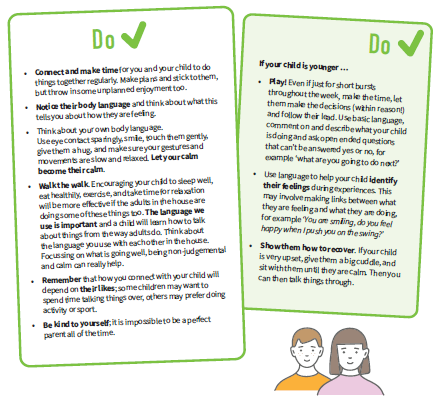 Do
• Connect and make time for you and your child to do
things together regularly. Make plans and stick to them,
but throw in some unplanned enjoyment too.
• Notice their body language and think about what this
tells you about how they are feeling.
• Think about your own body language.
Use eye contact sparingly, smile, touch them gently,
give them a hug, and make sure your gestures and
movements are slow and relaxed. Let your calm
become their calm.
• Walk the walk. Encouraging your child to sleep well,
eat healthily, exercise, and take time for relaxation
will be more effective if the adults in the house are
doing some of these things too. The language we
use is important and a child will learn how to talk
about things from the way adults do. Think about
the language you use with each other in the house.
Focussing on what is going well, being non-judgemental
and calm can really help.
• Remember that how you connect with your child will
depend on their likes; some children may want to
spend time talking things over, others may prefer doing
activity or sport.
• Be kind to yourself; it is impossible to be a perfect
parent all of the time.
Do
If your child is younger ...
• Play! Even if just for short bursts
throughout the week, make the time, let
them make the decisions (within reason!)
and follow their lead. Use basic language,
comment on and describe what your child
is doing and ask open ended questions
that can't be answered yes or no, for
example 'what are you going to do next?'
• Use language to help your child identify
their feelings during experiences. This
may involve making links between what
they are feeling and what they are doing,
for example 'You are smiling, do you feel
happy when I push you on the swing?'
• Show them how to recover. If your child
is very upset, give them a big cuddle, and
sit with them until they are calm. Then you
can then talk things through.